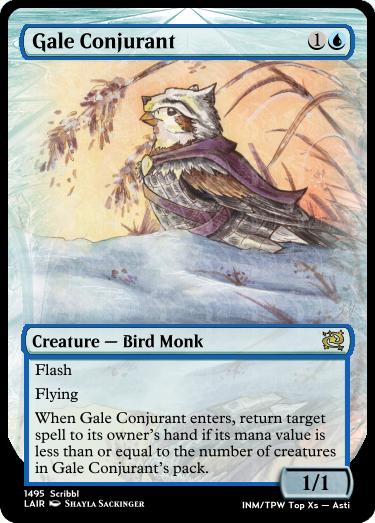 Gale Conjurant
1
Creature — Bird Monk
Flash
Flying
When Gale Conjurant enters, return target
spell to its owner's hand if its mana value is
less than or equal to the number of creatures
in Gale Conjurant's pack.
1/1
1495 Scribbl
LAIR Shayla Sackinger
INM/TPW Top Xs — Asti